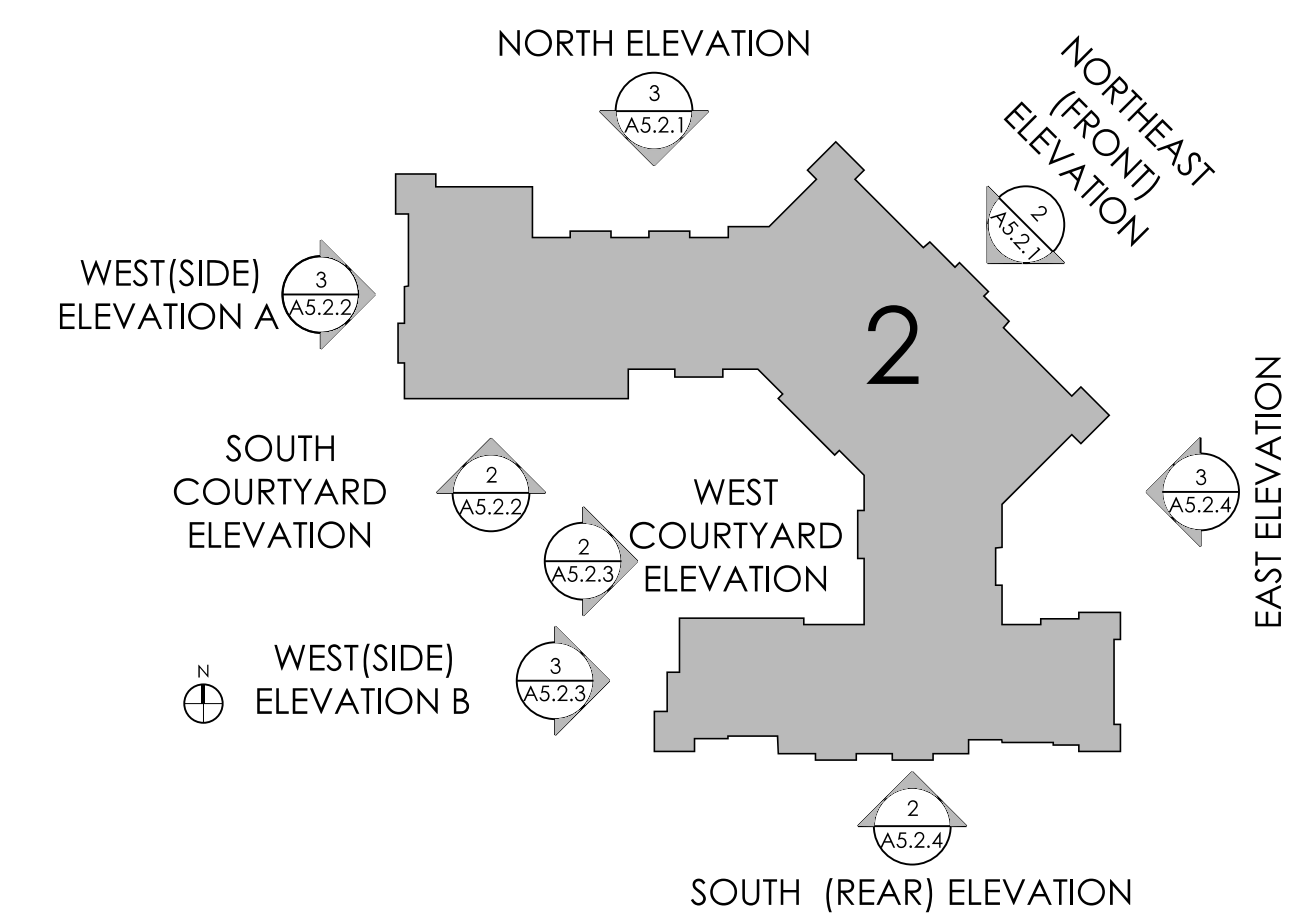 NORTH ELEVATION
3
A5.2.1
NORTHEAST
(FRONT)
ELEVATION
2
A5.2.1
WEST(SIDE)
ELEVATION A
3
A5.2.2
2
SOUTH
COURTYARD
ELEVATION
2
A5.2.2
WEST
COURTYARD
ELEVATION
2
A5.2.3
3
A5.2.4
EAST ELEVATION
N
WEST(SIDE)
ELEVATION B
3
A5.2.3
2
A5.2.4
SOUTH (REAR) ELEVATION